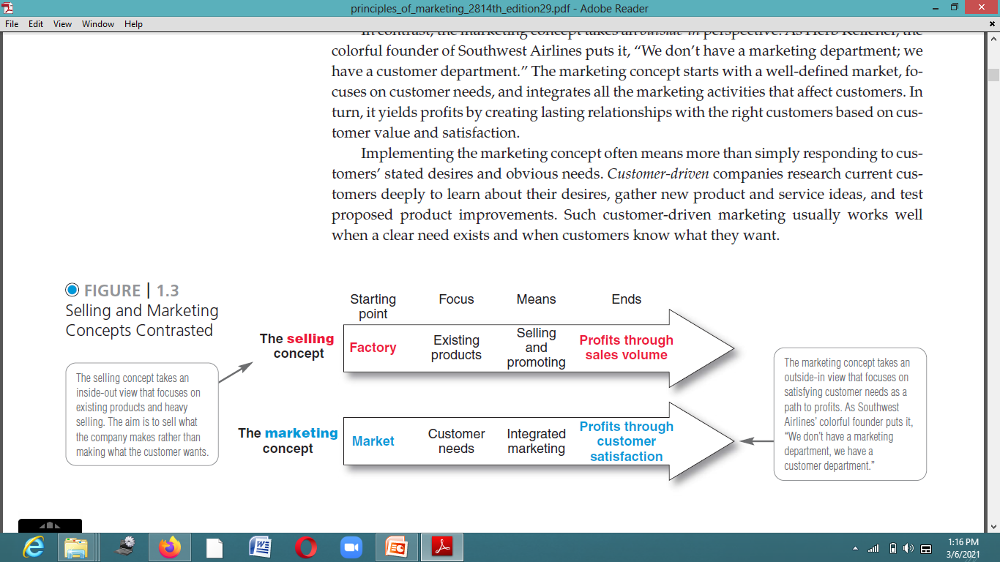 principles_of_marketing_2814th_edition29.pdf - Adobe Reader
File Edit View Window Help
In contrast, the marketing concept takes an outside-in perspective. As Herb Kelleher, the
colorful founder of Southwest Airlines puts it, “We don’t have a marketing department; we
have a customer department.” The marketing concept starts with a well-defined market, fo-
cuses on customer needs, and integrates all the marketing activities that affect customers. In
turn, it yields profits by creating lasting relationships with the right customers based on cus-
tomer value and satisfaction.
Implementing the marketing concept often means more than simply responding to cus-
tomers’ stated desires and obvious needs. Customer-driven companies research current cus-
tomers deeply to learn about their desires, gather new product and service ideas, and test
proposed product improvements. Such customer-driven marketing usually works well
when a clear need exists and when customers know what they want.
FIGURE | 1.3
Selling and Marketing
Concepts Contrasted
Starting
point
Focus
Means
Ends
The selling
concept
Factory
Existing
products
Selling
and
promoting
Profits through
sales volume
The selling concept takes an
inside-out view that focuses on
existing products and heavy
selling. The aim is to sell what
the company makes rather than
making what the customer wants.
The marketing
concept
Market
Customer
needs
Integrated
marketing
Profits through
customer
satisfaction
The marketing concept takes an
outside-in view that focuses on
satisfying customer needs as a
path to profits. As Southwest
Airlines’ colorful founder puts it,
“We don’t have a marketing
department, we have a
customer department.”
1:16 PM
3/6/2021